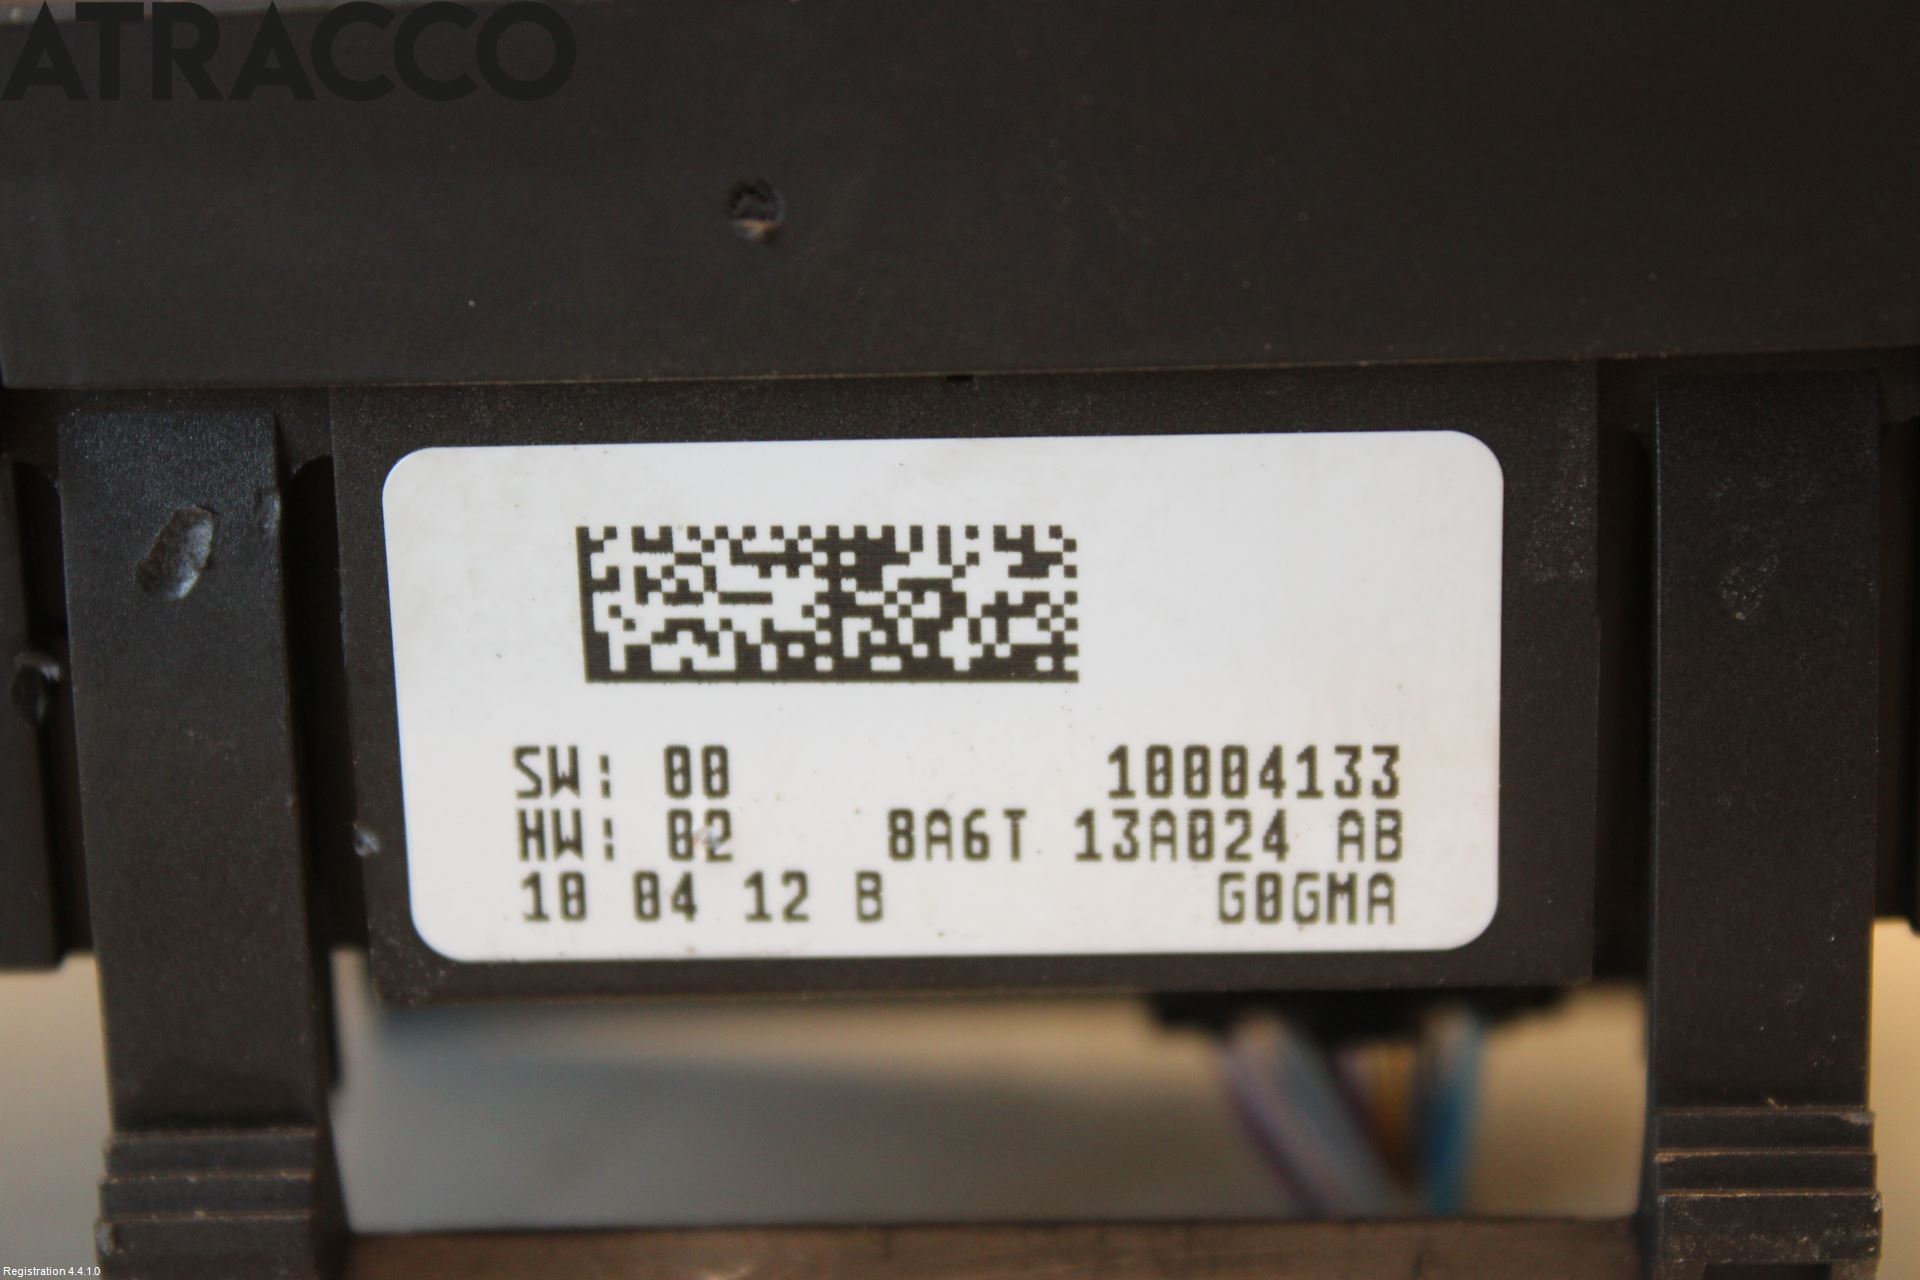 ATRACCO
SW: 00 10004133
HW: 02 8A6T 13A024 AB
10 04 12 B G0GMA
Registration 4.4.1.0